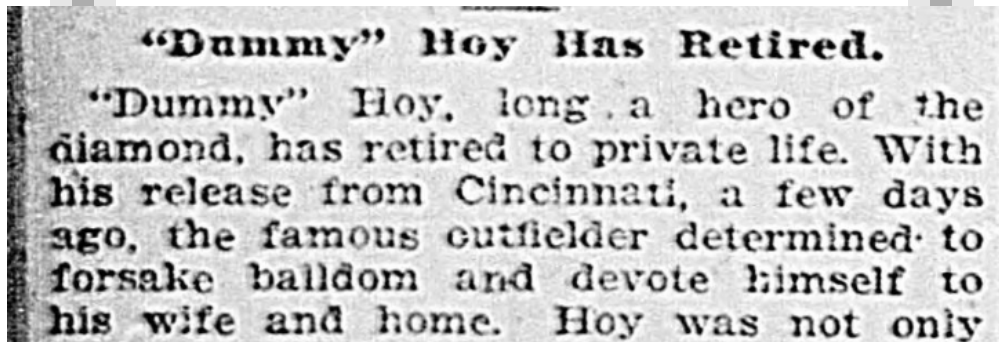 "Dummy" Hoy Has Retired.
"Dummy" Hoy, long a hero of the
diamond, has retired to private life. With
his release from Cincinnati, a few days
ago, the famous outfielder determined to
forsake balldom and devote himself to
his wife and home. Hoy was not only